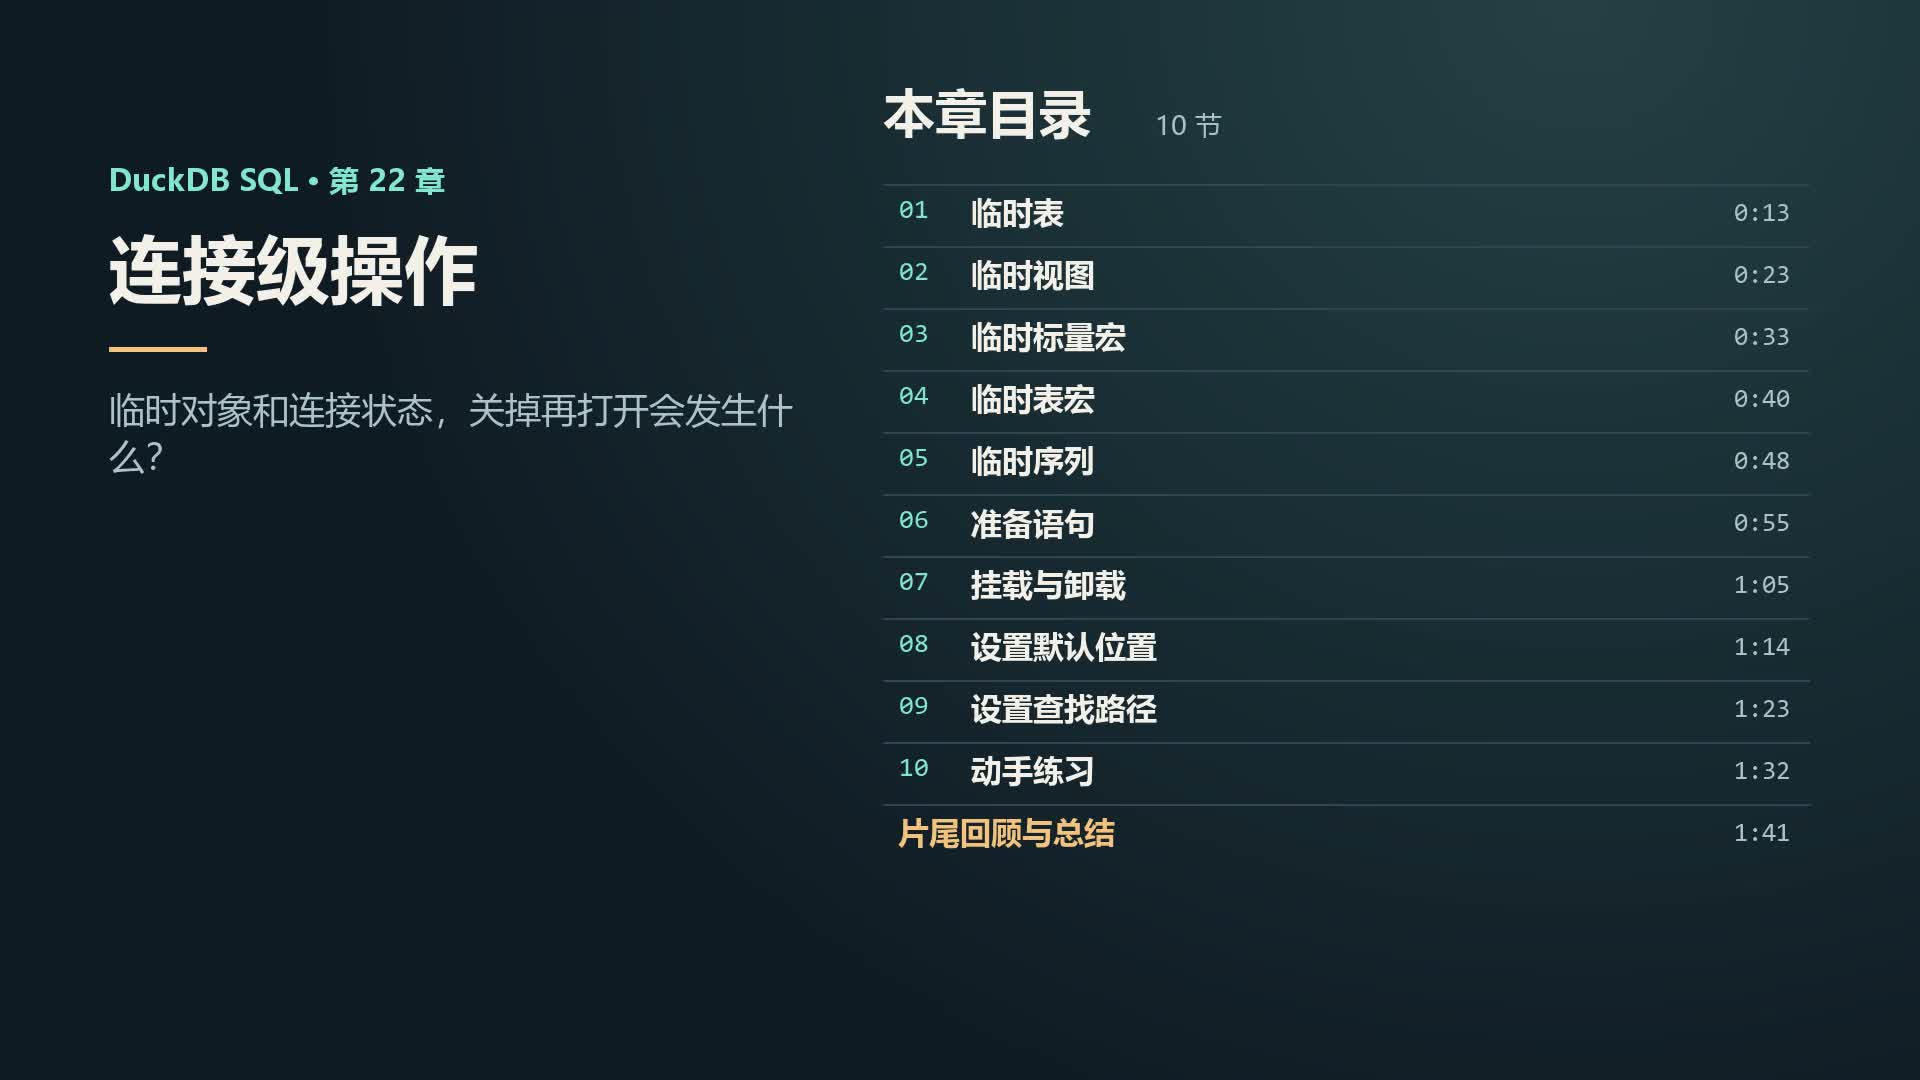 DuckDB SQL • 第 22 章
连接级操作
临时对象和连接状态，关掉再打开会发生什
么？
本章目录 10 节
01 临时表 0:13
02 临时视图 0:23
03 临时标量宏 0:33
04 临时表宏 0:40
05 临时序列 0:48
06 准备语句 0:55
07 挂载与卸载 1:05
08 设置默认位置 1:14
09 设置查找路径 1:23
10 动手练习 1:32
片尾回顾与总结 1:41